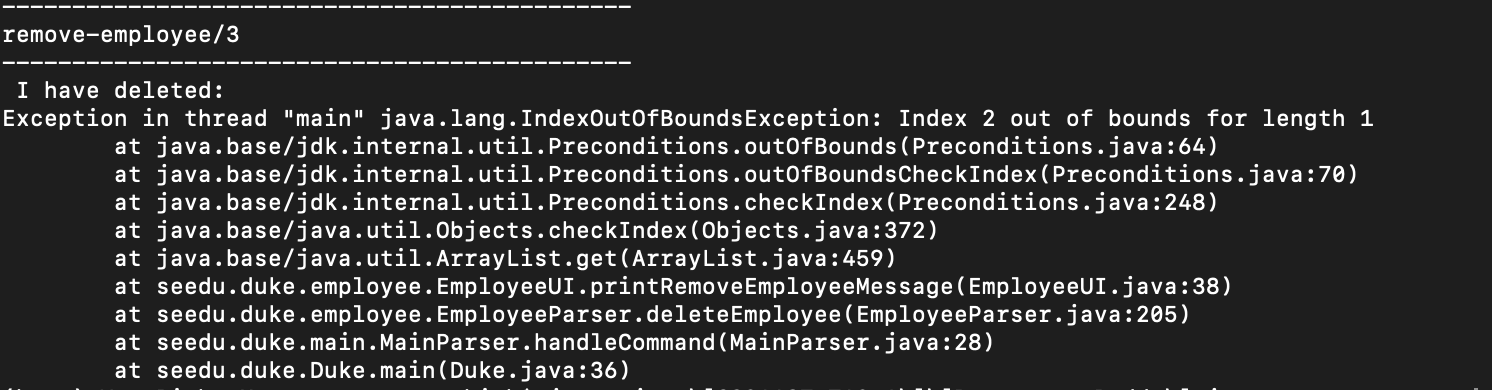 --------------------------------------------
remove-employee/3
--------------------------------------------
I have deleted:
Exception in thread "main" java.lang.IndexOutOfBoundsException: Index 2 out of bounds for length 1
at java.base/jdk.internal.util.Preconditions.outOfBounds(Preconditions.java:64)
at java.base/jdk.internal.util.Preconditions.outOfBoundsCheckIndex(Preconditions.java:70)
at java.base/jdk.internal.util.Preconditions.checkIndex(Preconditions.java:248)
at java.base/java.util.Objects.checkIndex(Objects.java:372)
at java.base/java.util.ArrayList.get(ArrayList.java:459)
at seedu.duke.employee.EmployeeUI.printRemoveEmployeeMessage(EmployeeUI.java:38)
at seedu.duke.employee.EmployeeParser.deleteEmployee(EmployeeParser.java:205)
at seedu.duke.main.MainParser.handleCommand(MainParser.java:28)
at seedu.duke.Duke.main(Duke.java:36)